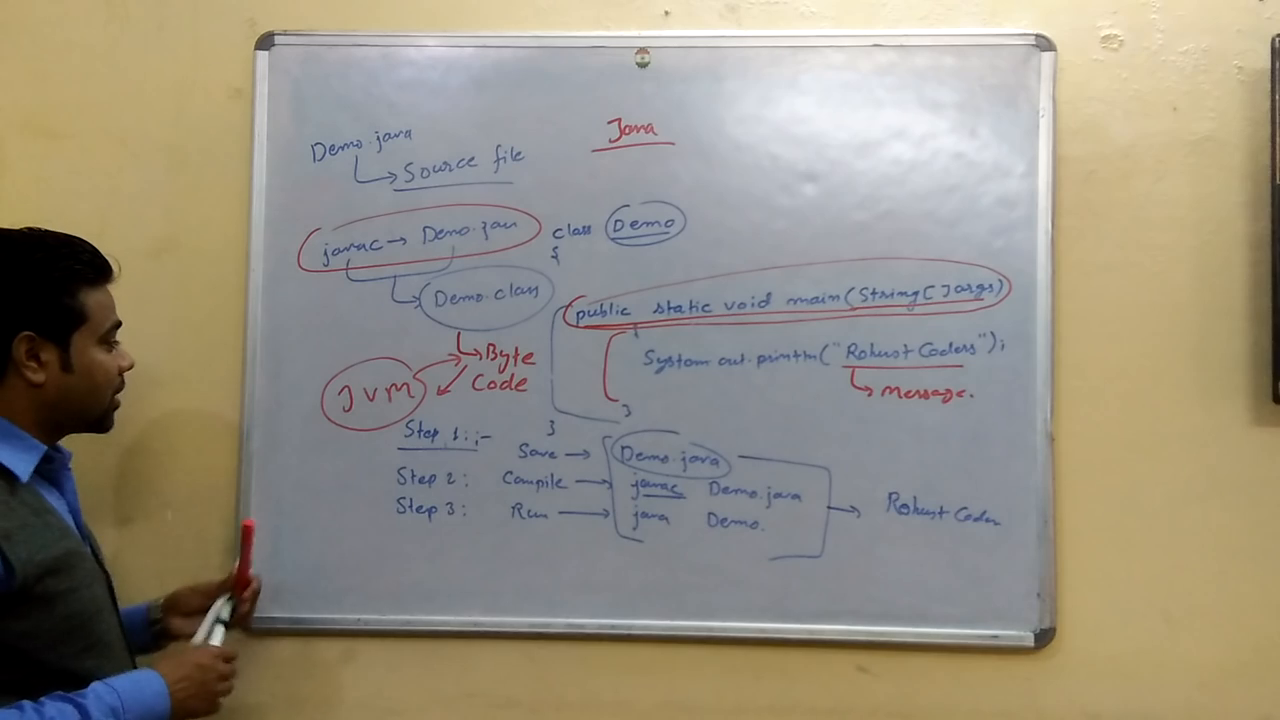 Java
Demo.java
Source file
javac → Demo.java
Demo.class
Byte
Code
JVM
class Demo
{
public static void main(String[]args)
{
System.out.println("Robust Coders");
Message.
}
}
Step 1:- Save → Demo.java
Step 2: Compile → javac Demo.java
Step 3: Run → java Demo.
Robust Coder